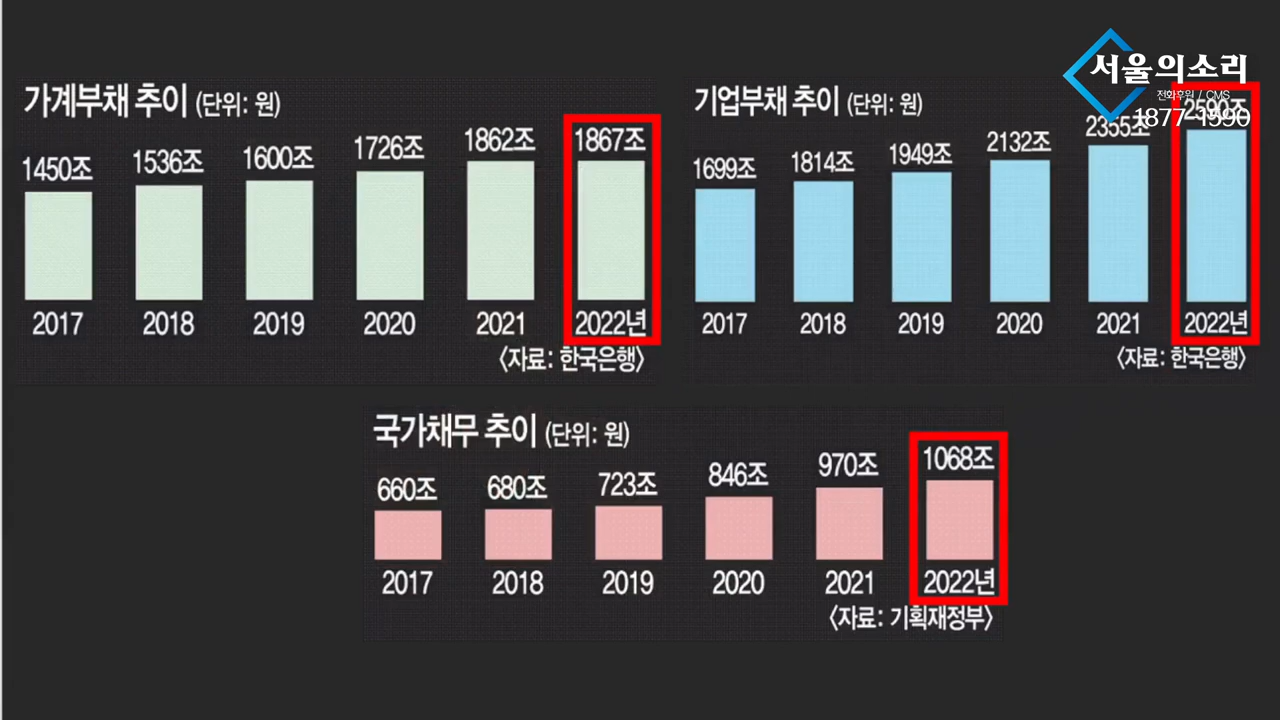 서울의소리
전화후원 / CMS
1877-1590
가계부채 추이 (단위: 원)
1450조 1536조 1600조 1726조 1862조 1867조
2017 2018 2019 2020 2021 2022년
<자료: 한국은행>
기업부채 추이 (단위: 원)
1699조 1814조 1949조 2132조 2355조 2590조
2017 2018 2019 2020 2021 2022년
<자료: 한국은행>
국가채무 추이 (단위: 원)
660조 680조 723조 846조 970조 1068조
2017 2018 2019 2020 2021 2022년
<자료: 기획재정부>